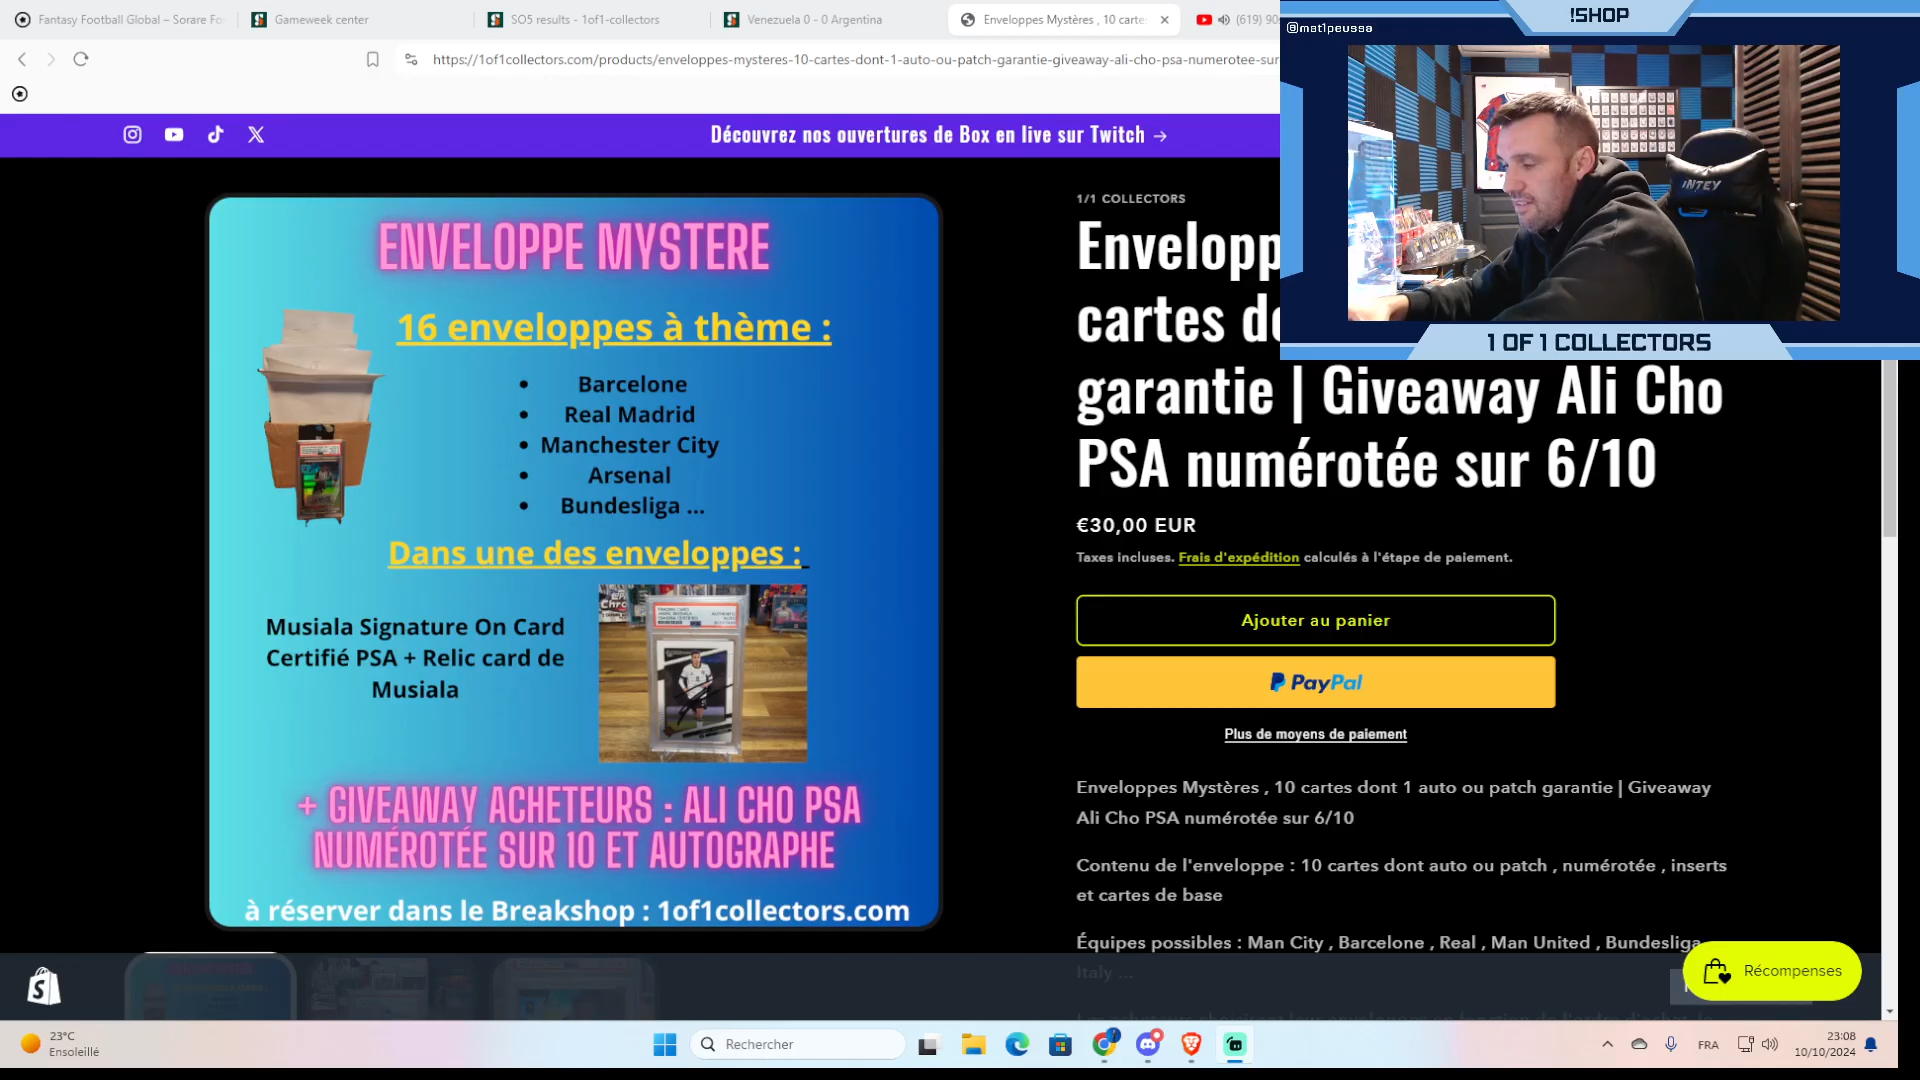 Fantasy Football Global – Sorare Fo
Gameweek center
SO5 results - 1of1-collectors
Venezuela 0 - 0 Argentina
Enveloppes Mystères , 10 carte
(619) 90
https://1of1collectors.com/products/enveloppes-mysteres-10-cartes-dont-1-auto-ou-patch-garantie-giveaway-ali-cho-psa-numerotee-sur
Découvrez nos ouvertures de Box en live sur Twitch →
!SHOP
@mat1peussa
INTEY
1 OF 1 COLLECTORS
ENVELOPPE MYSTERE
16 enveloppes à thème :
• Barcelone
• Real Madrid
• Manchester City
• Arsenal
• Bundesliga ...
Dans une des enveloppes :
Musiala Signature On Card
Certifié PSA + Relic card de
Musiala
+ GIVEAWAY ACHETEURS : ALI CHO PSA
NUMÉROTÉE SUR 10 ET AUTOGRAPHE
à réserver dans le Breakshop : 1of1collectors.com
1/1 COLLECTORS
Envelopp
cartes do
garantie | Giveaway Ali Cho
PSA numérotée sur 6/10
€30,00 EUR
Taxes incluses. Frais d'expédition calculés à l'étape de paiement.
Ajouter au panier
PayPal
Plus de moyens de paiement
Enveloppes Mystères , 10 cartes dont 1 auto ou patch garantie | Giveaway
Ali Cho PSA numérotée sur 6/10
Contenu de l'enveloppe : 10 cartes dont auto ou patch , numérotée , inserts
et cartes de base
Équipes possibles : Man City , Barcelone , Real , Man United , Bundesliga
Italy ...
Récompenses
23°C
Ensoleillé
Rechercher
FRA
23:08
10/10/2024